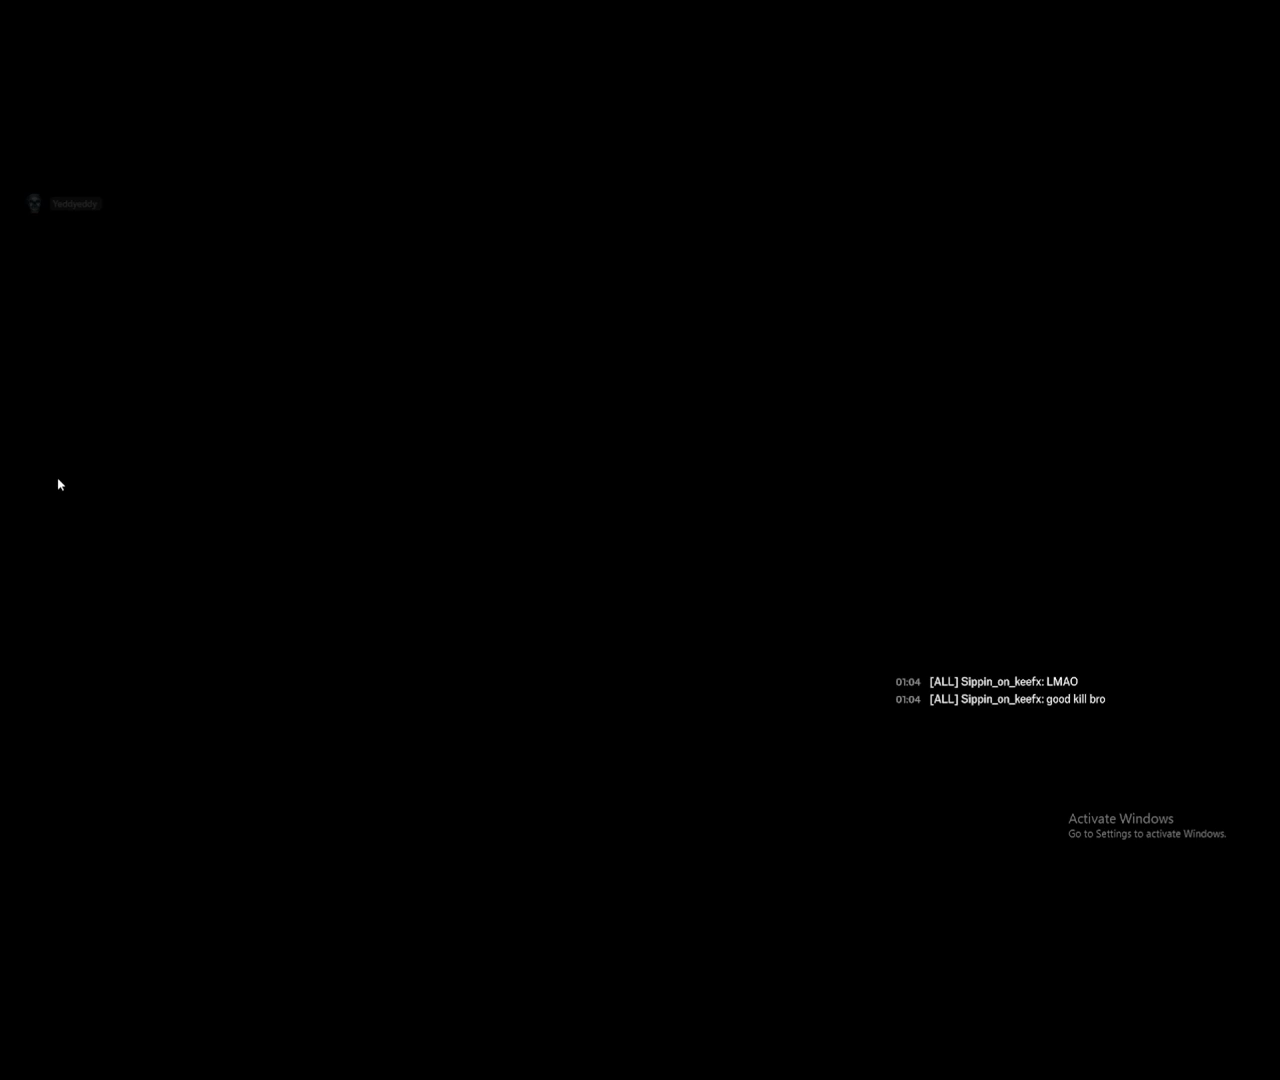 Yeddyeddy
01:04 [ALL] Sippin_on_keefx: LMAO
01:04 [ALL] Sippin_on_keefx: good kill bro
Activate Windows
Go to Settings to activate Windows.